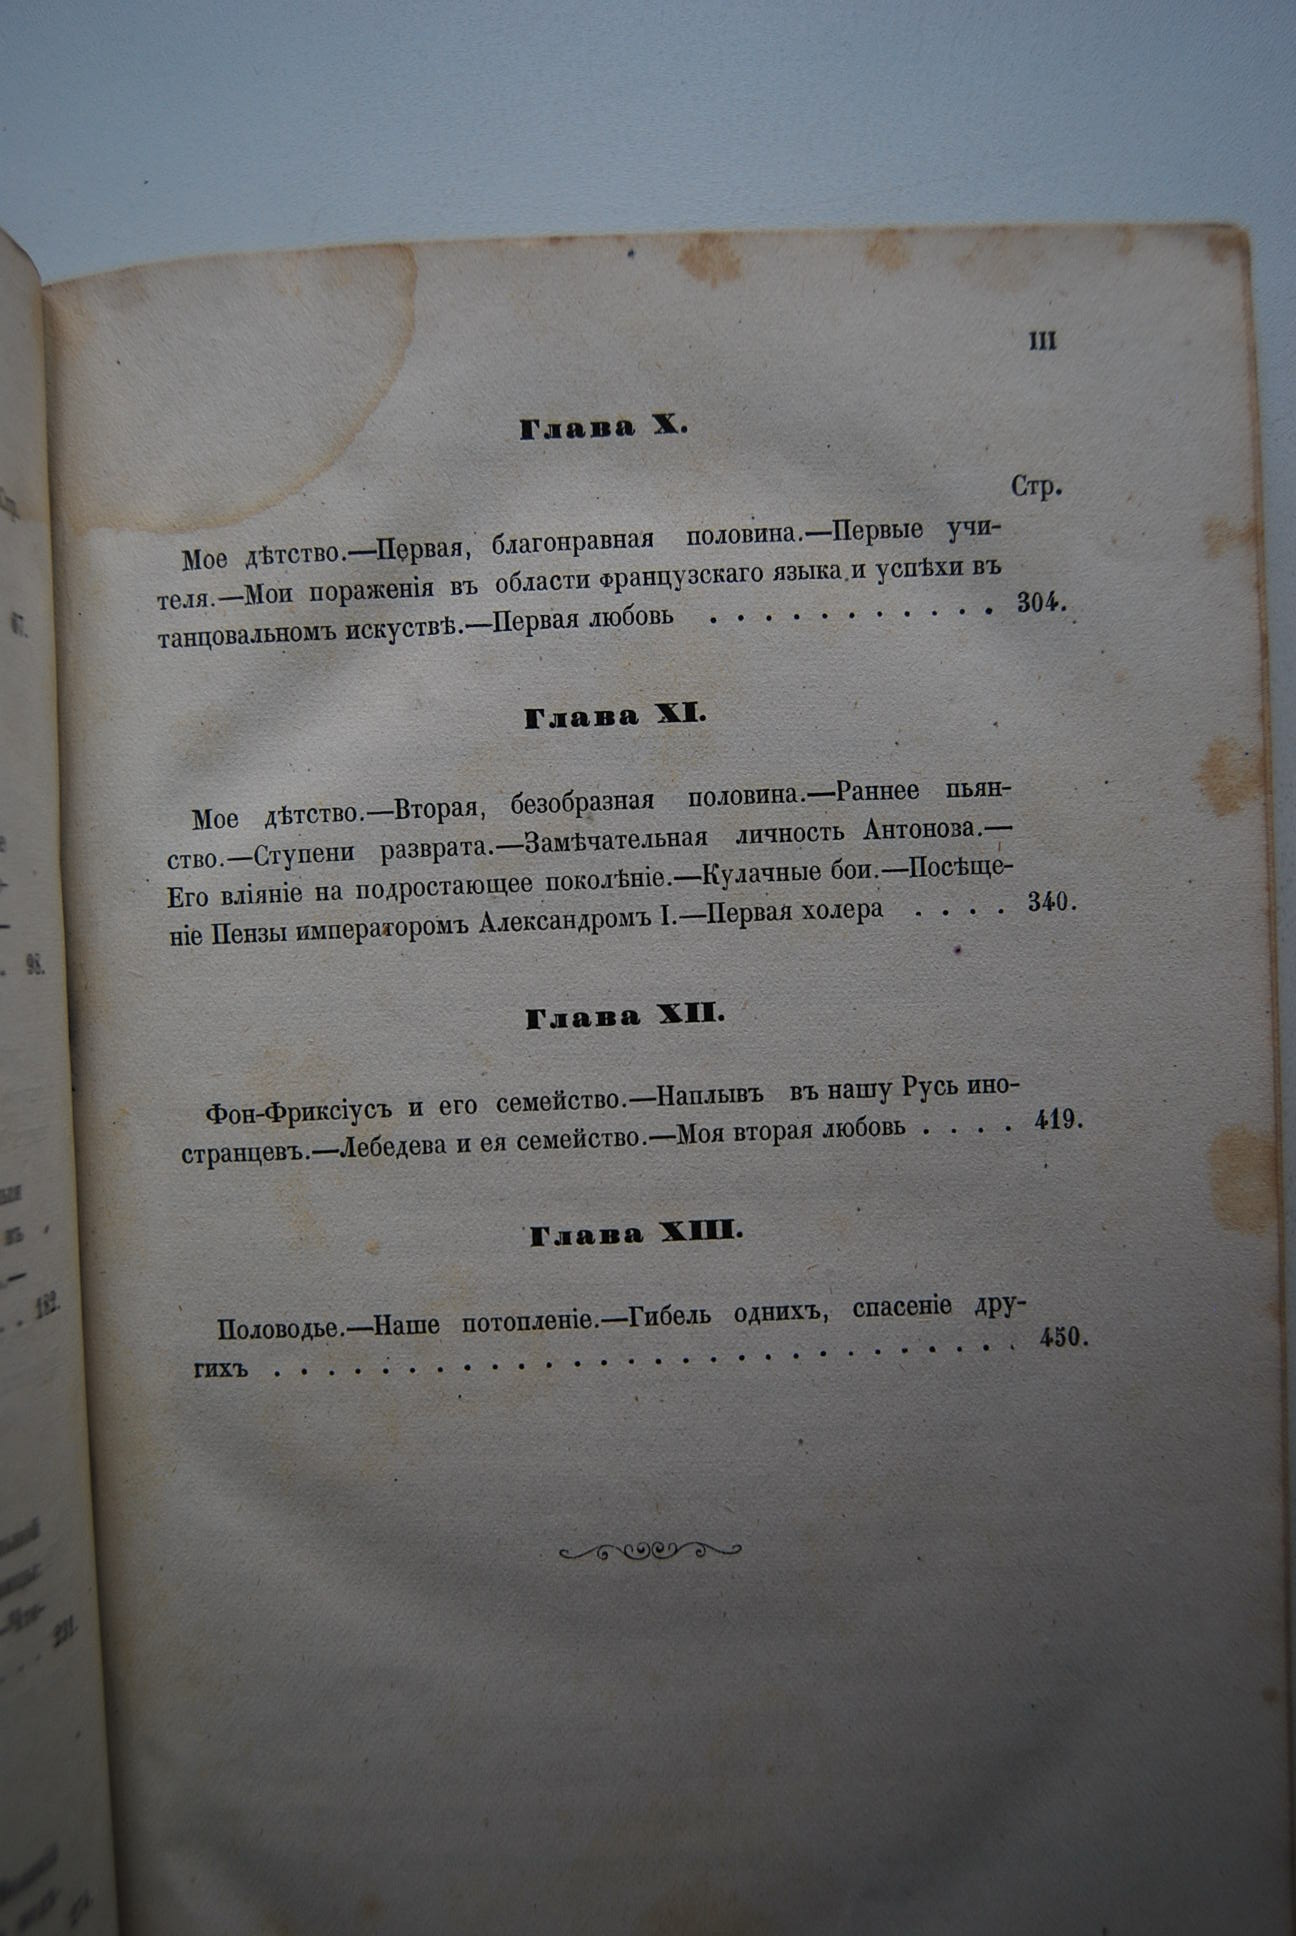 III
Глава X.
Стр.
Мое дѣтство.—Первая, благонравная половина.—Первые учи-
теля.—Мои пораженія въ области французскаго языка и успѣхи въ
танцовальномъ искуствѣ.—Первая любовь . . . . . . . . . . . 304.
Глава XI.
Мое дѣтство.—Вторая, безобразная половина.—Раннее пьян-
ство.—Ступени разврата.—Замѣчательная личность Антонова.—
Его вліяніе на подростающее поколѣніе.—Кулачные бои.—Посѣще-
ніе Пензы императоромъ Александромъ I.—Первая холера . . . . 340.
Глава XII.
Фон-Фриксіусъ и его семейство.—Наплывъ въ нашу Русь ино-
странцевъ.—Лебедева и ея семейство.—Моя вторая любовь . . . . 419.
Глава XIII.
Половодье.—Наше потопленіе.—Гибель однихъ, спасеніе дру-
гихъ . . . . . . . . . . . . . . . . . . . . . . . . . . . . 450.